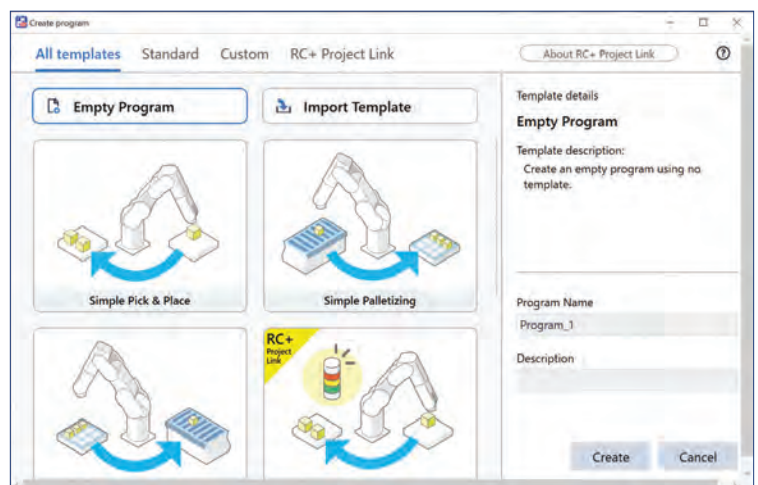 Create program
All templates Standard Custom RC+ Project Link
About RC+ Project Link
Empty Program
Import Template
Simple Pick & Place
Simple Palletizing
RC+
Project
Link
Template details
Empty Program
Template description:
Create an empty program using no
template.
Program Name
Program_1
Description
Create Cancel